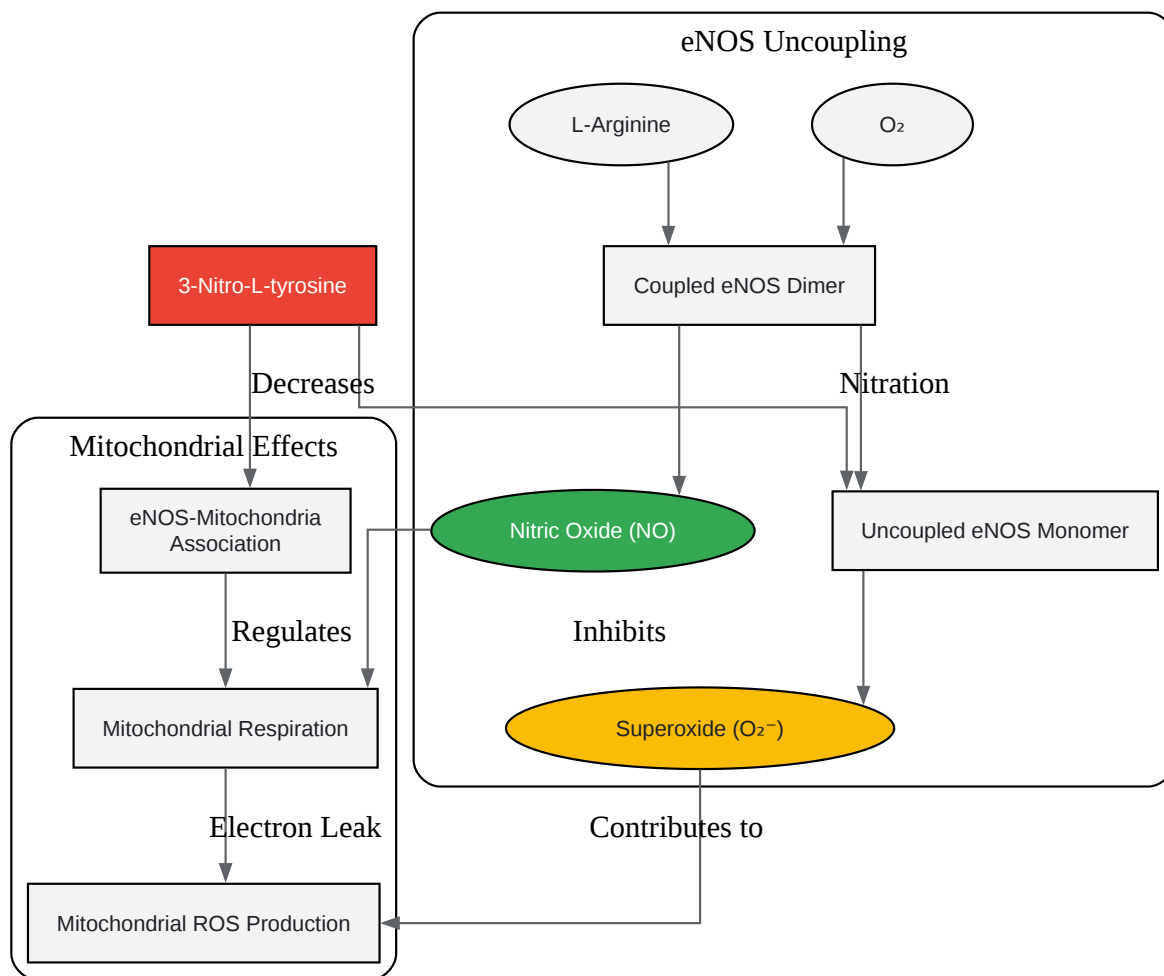 eNOS Uncoupling
L-Arginine
O₂
3-Nitro-L-tyrosine
Coupled eNOS Dimer
Decreases
Nitration
Mitochondrial Effects
eNOS-Mitochondria
Association
Nitric Oxide (NO)
Uncoupled eNOS Monomer
Regulates
Inhibits
Mitochondrial Respiration
Superoxide (O₂⁻)
Electron Leak
Contributes to
Mitochondrial ROS Production